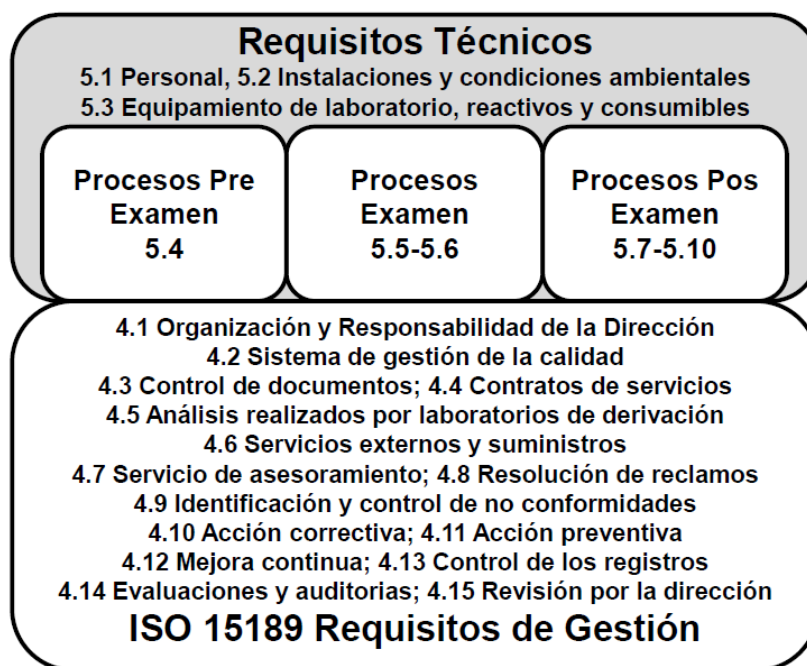 Requisitos Técnicos
5.1 Personal, 5.2 Instalaciones y condiciones ambientales
5.3 Equipamiento de laboratorio, reactivos y consumibles
Procesos Pre
Examen
5.4
Procesos
Examen
5.5-5.6
Procesos Pos
Examen
5.7-5.10
4.1 Organización y Responsabilidad de la Dirección
4.2 Sistema de gestión de la calidad
4.3 Control de documentos; 4.4 Contratos de servicios
4.5 Análisis realizados por laboratorios de derivación
4.6 Servicios externos y suministros
4.7 Servicio de asesoramiento; 4.8 Resolución de reclamos
4.9 Identificación y control de no conformidades
4.10 Acción correctiva; 4.11 Acción preventiva
4.12 Mejora continua; 4.13 Control de los registros
4.14 Evaluaciones y auditorias; 4.15 Revisión por la dirección
ISO 15189 Requisitos de Gestión